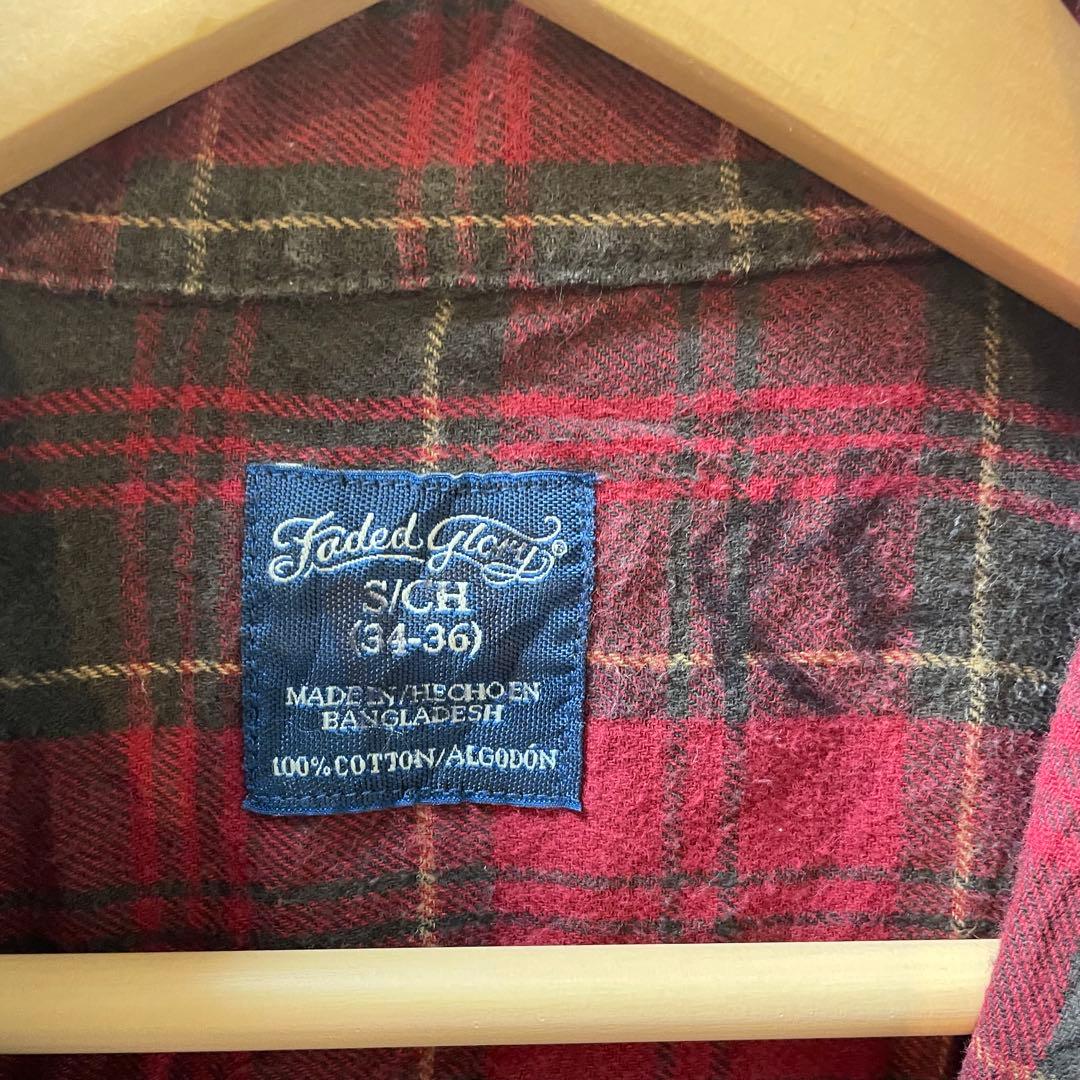 Faded Glory®
S/CH
(34-36)
MADE IN/HECHO EN
BANGLADESH
100% COTTON/ALGODÓN